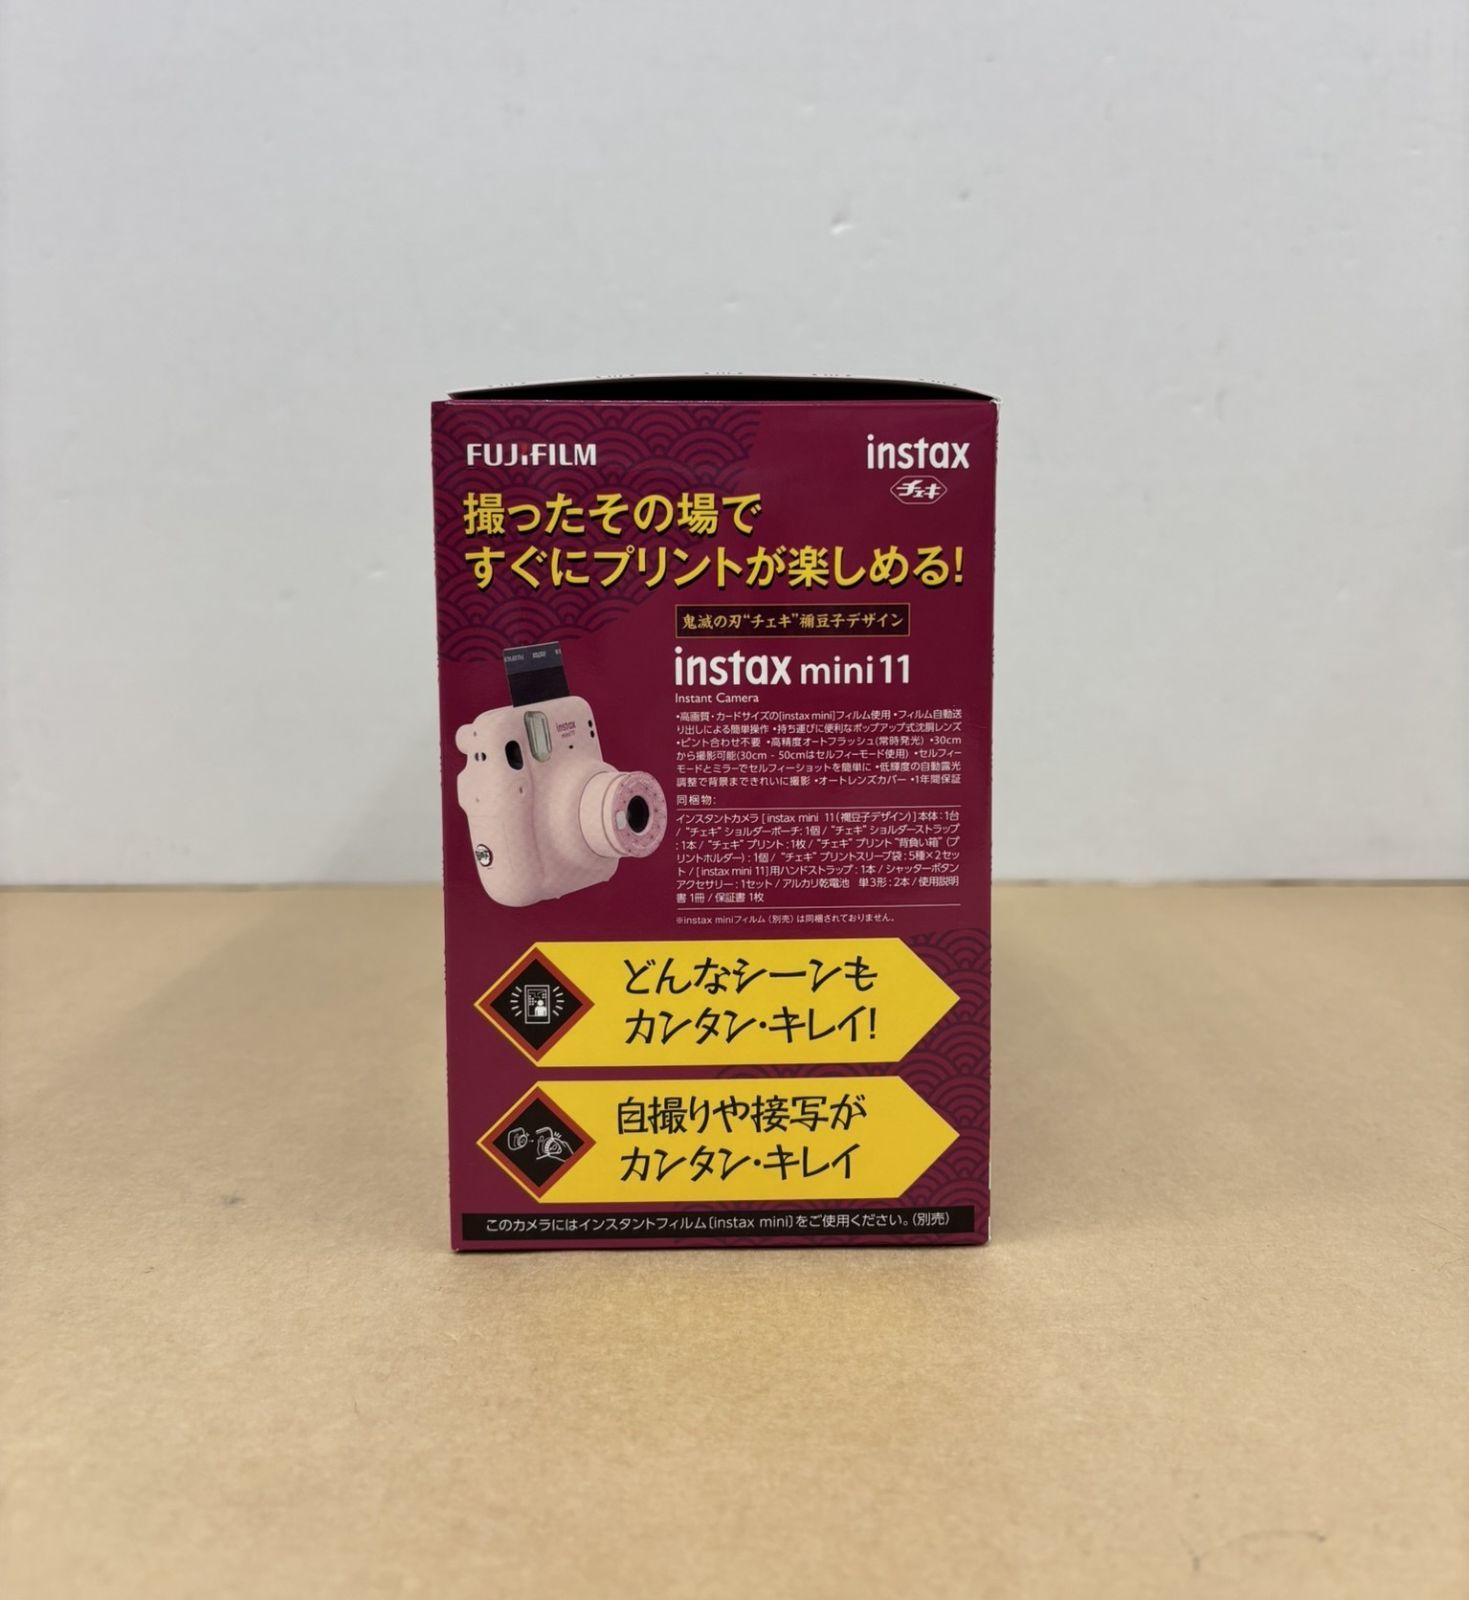 FUJIFILM
instax
チェキ
撮ったその場で
すぐにプリントが楽しめる!
鬼滅の刃“チェキ”禰豆子デザイン
instax mini 11
Instant Camera
•高画質・カードサイズの[instax mini]フィルム使用 •フィルム自動送
り出しによる簡単操作 •持ち運びに便利なポップアップ式沈胴レンズ
•ピント合わせ不要 •高精度オートフラッシュ(常時発光) •30cm
から撮影可能(30cm - 50cmはセルフィーモード使用) •セルフィー
モードとミラーでセルフィーショットを簡単に •低輝度の自動露光
調整で背景まできれいに撮影 •オートレンズカバー •1年間保証
同梱物:
インスタントカメラ [ instax mini 11(禰豆子デザイン) ] 本体 : 1台
/ “チェキ” ショルダーポーチ: 1個 / “チェキ” ショルダーストラップ
: 1本 / “チェキ” プリント : 1枚 / “チェキ” プリント “背負い箱” (プ
リントホルダー) : 1個 / “チェキ” プリントスリーブ袋 : 5種×2セッ
ト / [ instax mini 11 ] 用ハンドストラップ : 1本 / シャッターボタン
アクセサリー : 1セット / アルカリ乾電池 単3形 : 2本 / 使用説明
書 1冊 / 保証書 1枚
※instax miniフィルム (別売) は同梱されておりません。
instax
mini 11
どんなシーンも
カンタン・キレイ!
自撮りや接写が
カンタン・キレイ
このカメラにはインスタントフィルム[instax mini]をご使用ください。(別売)